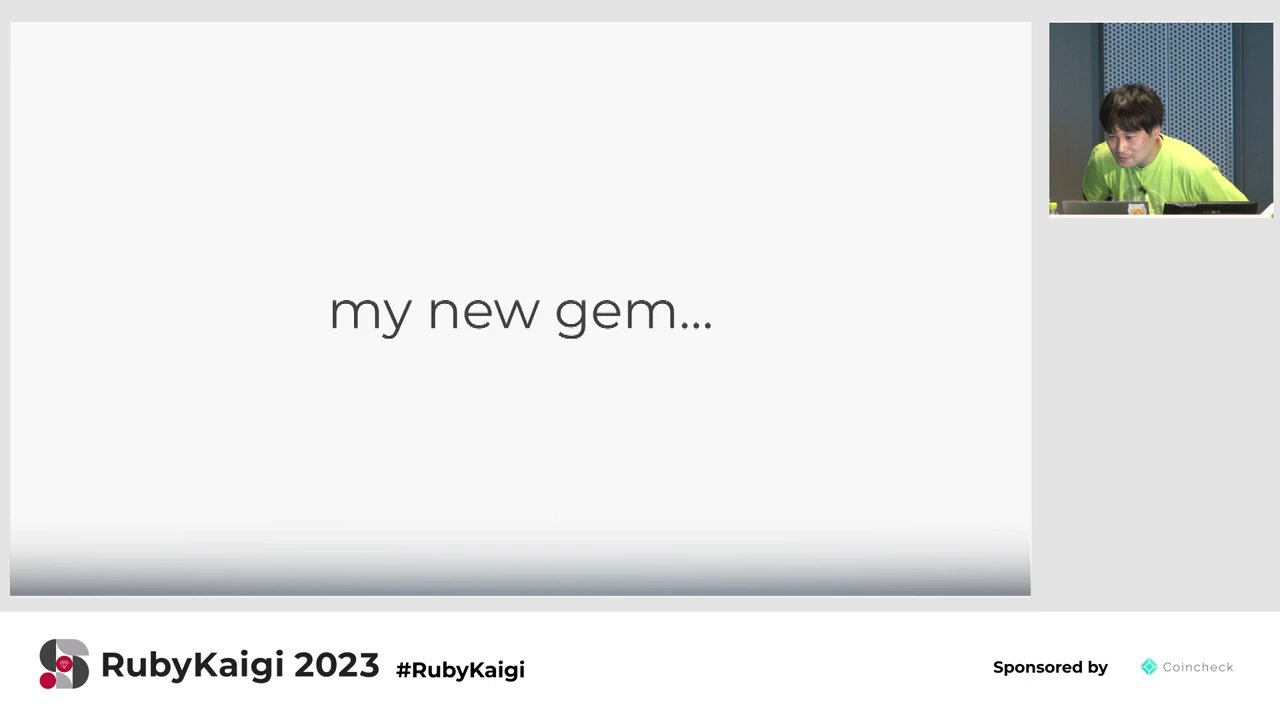 my new gem...
RubyKaigi 2023
#RubyKaigi
Sponsored by
Coincheck